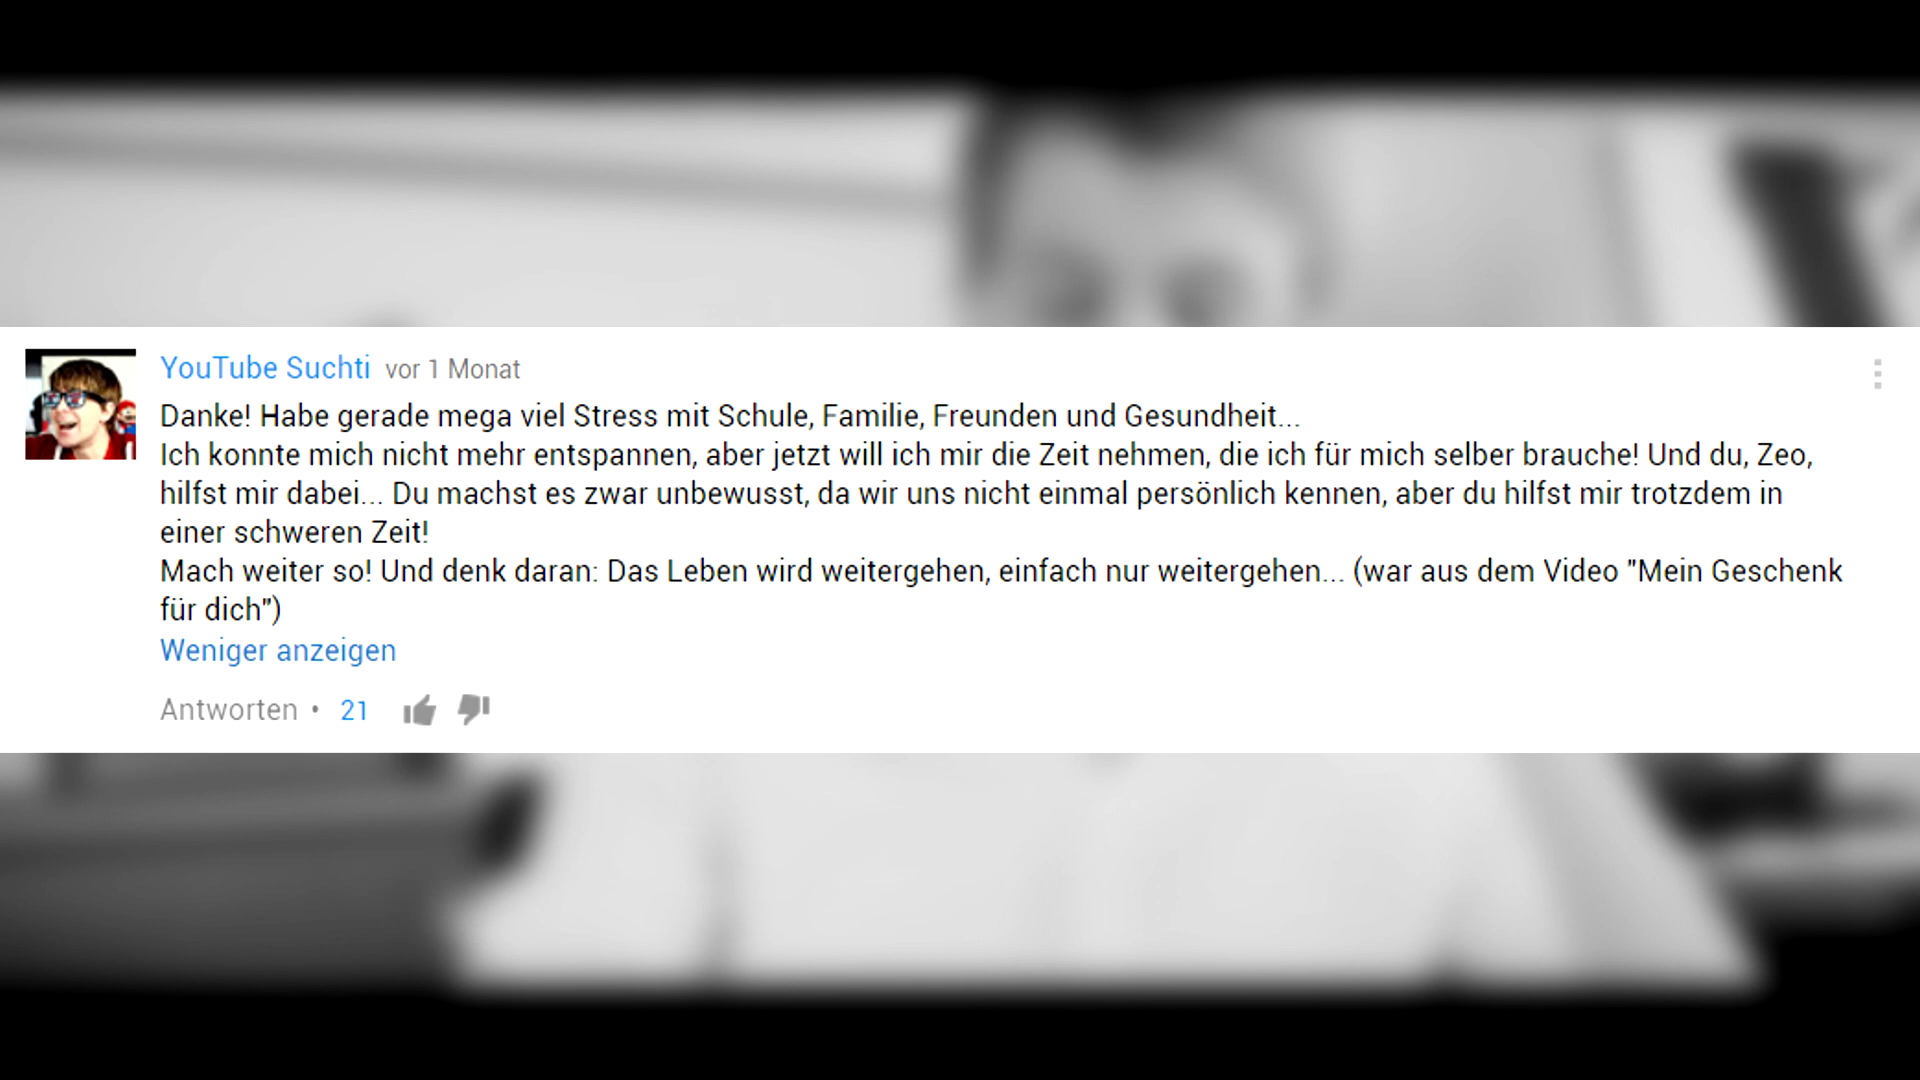 YouTube Suchti vor 1 Monat
Danke! Habe gerade mega viel Stress mit Schule, Familie, Freunden und Gesundheit...
Ich konnte mich nicht mehr entspannen, aber jetzt will ich mir die Zeit nehmen, die ich für mich selber brauche! Und du, Zeo,
hilfst mir dabei... Du machst es zwar unbewusst, da wir uns nicht einmal persönlich kennen, aber du hilfst mir trotzdem in
einer schweren Zeit!
Mach weiter so! Und denk daran: Das Leben wird weitergehen, einfach nur weitergehen... (war aus dem Video "Mein Geschenk
für dich")
Weniger anzeigen
Antworten • 21